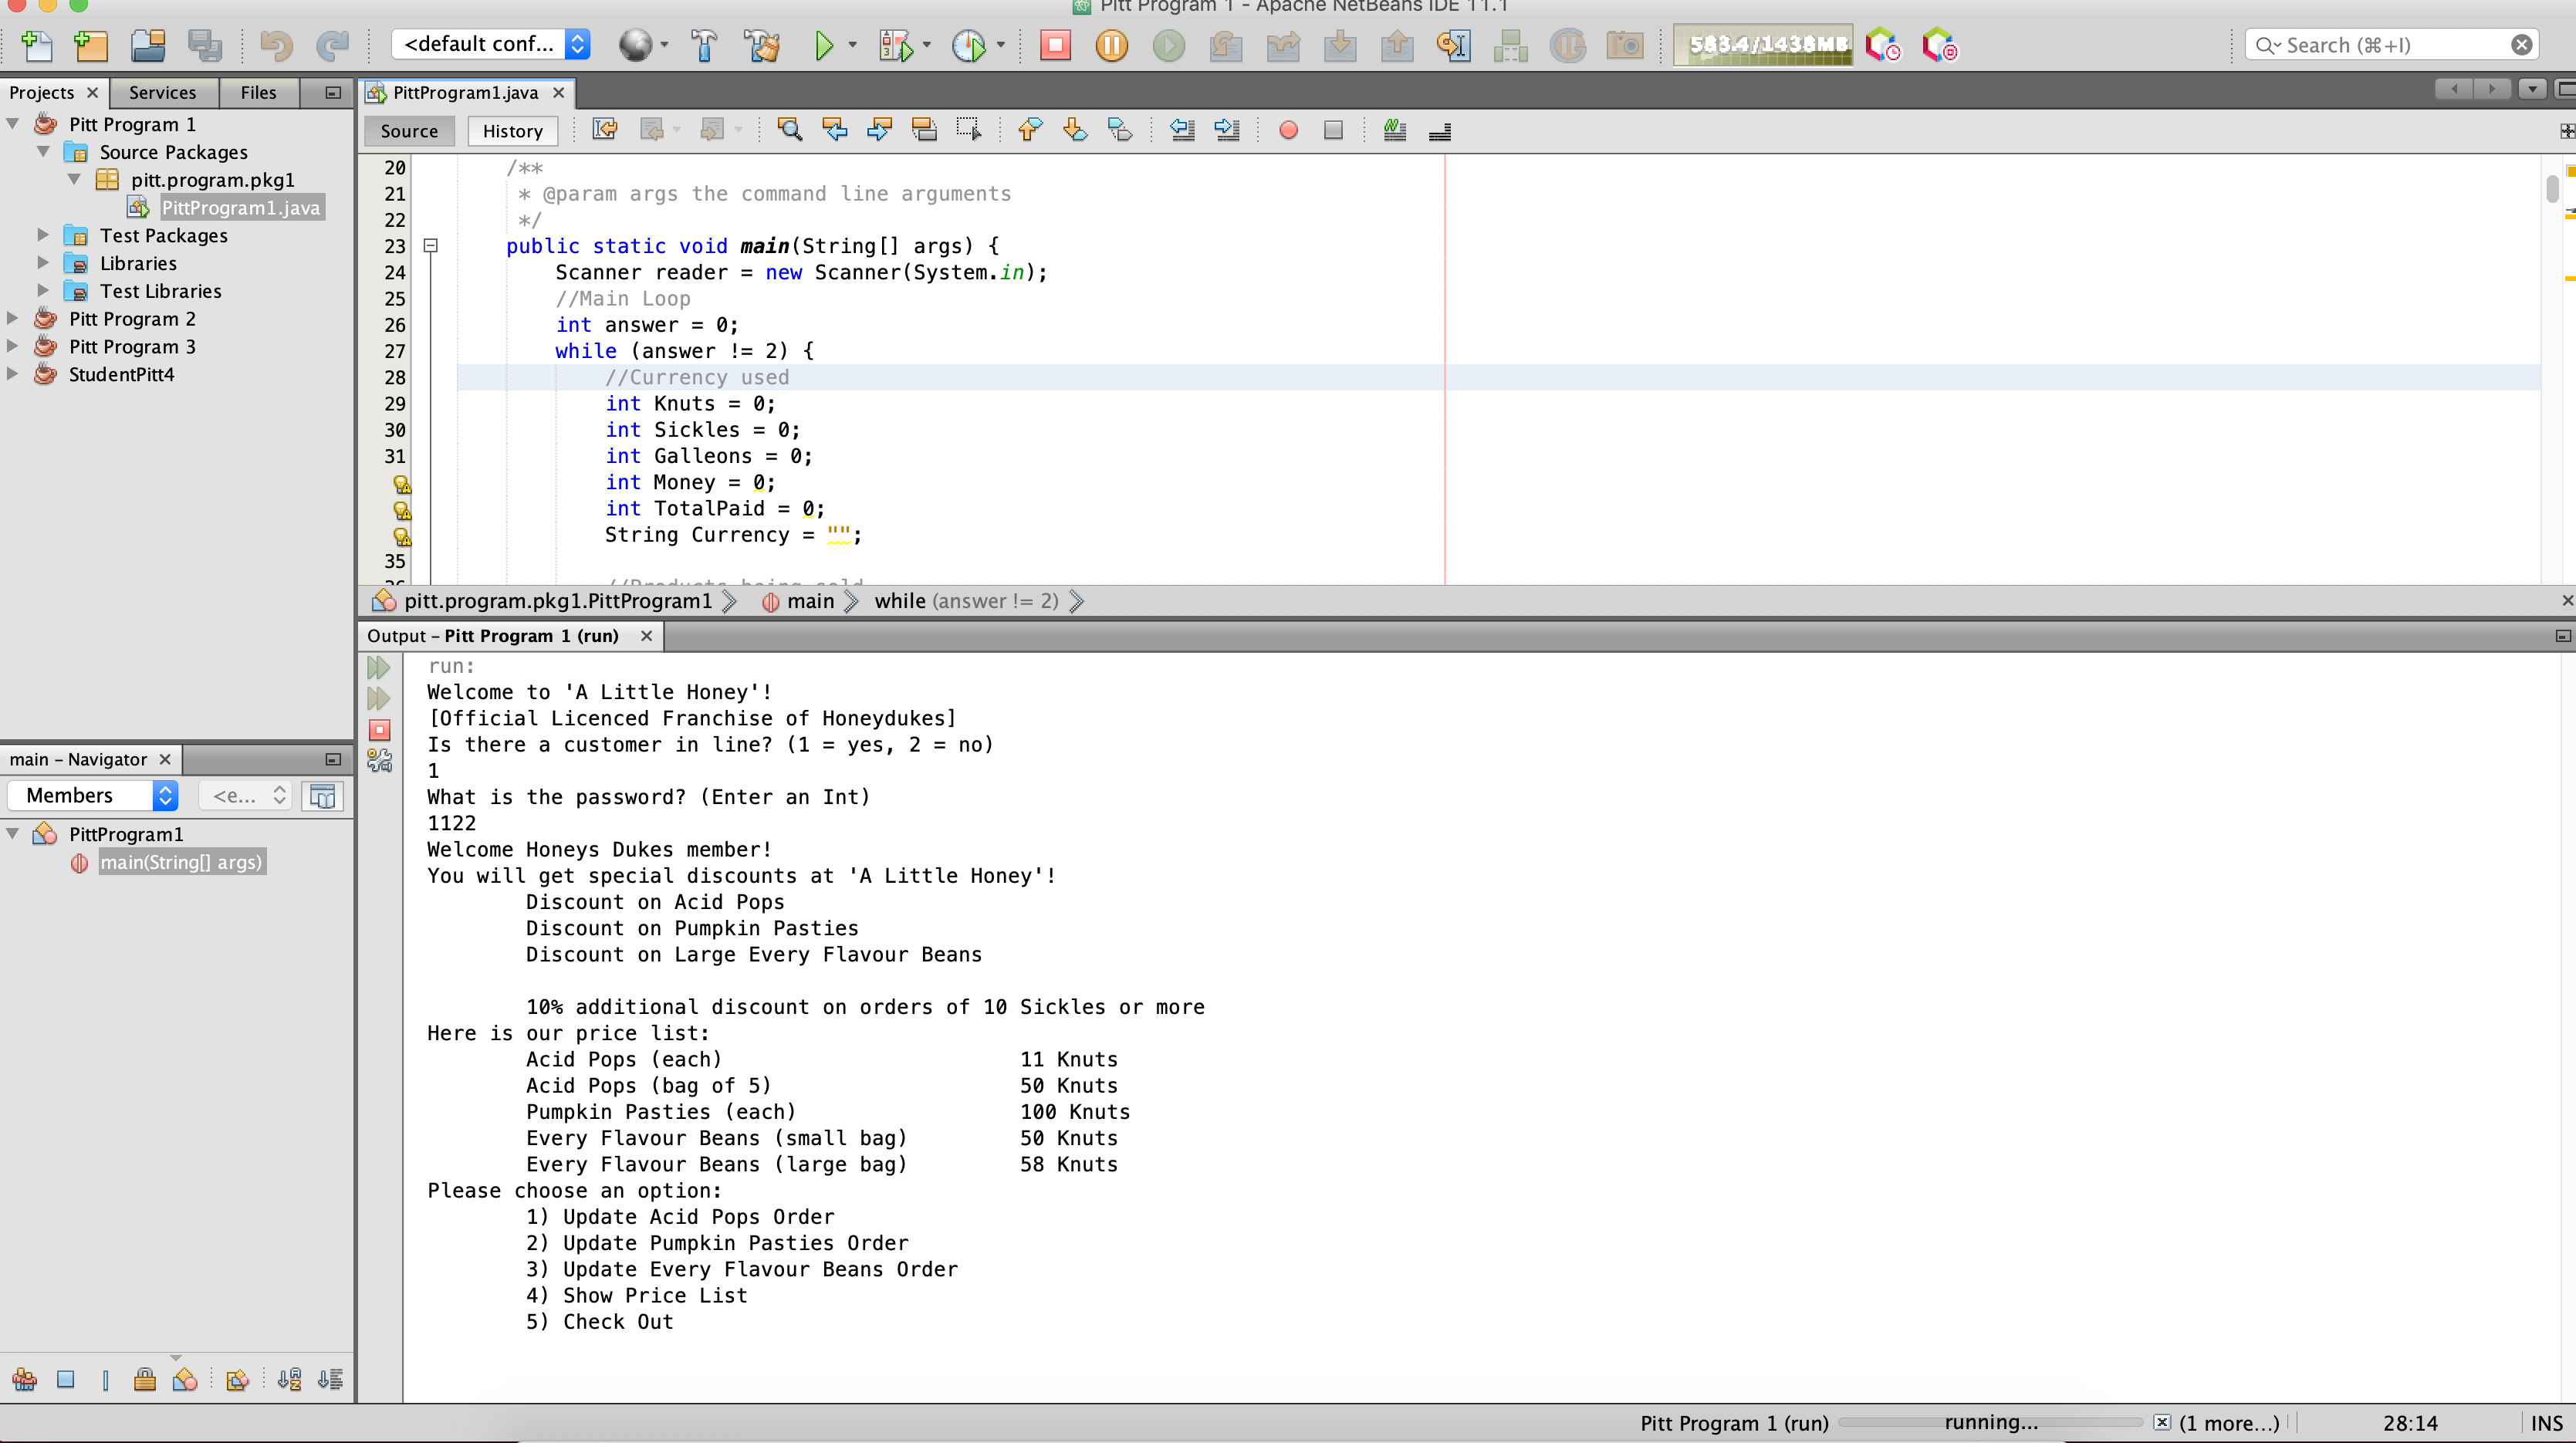 Pitt Program 1 - Apache NetBeans IDE 11.1
<default conf...
583.4/1438MB
Search (⌘+I)
Projects
Services
Files
Pitt Program 1
Source Packages
pitt.program.pkg1
PittProgram1.java
Test Packages
Libraries
Test Libraries
Pitt Program 2
Pitt Program 3
StudentPitt4
PittProgram1.java
Source
History
20 /**
21 * @param args the command line arguments
22 */
23 public static void main(String[] args) {
24 Scanner reader = new Scanner(System.in);
25 //Main Loop
26 int answer = 0;
27 while (answer != 2) {
28 //Currency used
29 int Knuts = 0;
30 int Sickles = 0;
31 int Galleons = 0;
int Money = 0;
int TotalPaid = 0;
String Currency = "";
35
//Products being sold
pitt.program.pkg1.PittProgram1 main while (answer != 2)
Output – Pitt Program 1 (run)
run:
Welcome to 'A Little Honey'!
[Official Licenced Franchise of Honeydukes]
Is there a customer in line? (1 = yes, 2 = no)
1
What is the password? (Enter an Int)
1122
Welcome Honeys Dukes member!
You will get special discounts at 'A Little Honey'!
Discount on Acid Pops
Discount on Pumpkin Pasties
Discount on Large Every Flavour Beans
10% additional discount on orders of 10 Sickles or more
Here is our price list:
Acid Pops (each) 11 Knuts
Acid Pops (bag of 5) 50 Knuts
Pumpkin Pasties (each) 100 Knuts
Every Flavour Beans (small bag) 50 Knuts
Every Flavour Beans (large bag) 58 Knuts
Please choose an option:
1) Update Acid Pops Order
2) Update Pumpkin Pasties Order
3) Update Every Flavour Beans Order
4) Show Price List
5) Check Out
main – Navigator
Members
<e...
PittProgram1
main(String[] args)
Pitt Program 1 (run)
running...
(1 more...)
28:14
INS